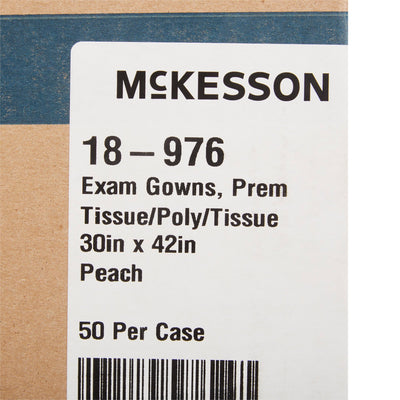 McKESSON
18-976
Exam Gowns, Prem
Tissue/Poly/Tissue
30in x 42in
Peach
50 Per Case